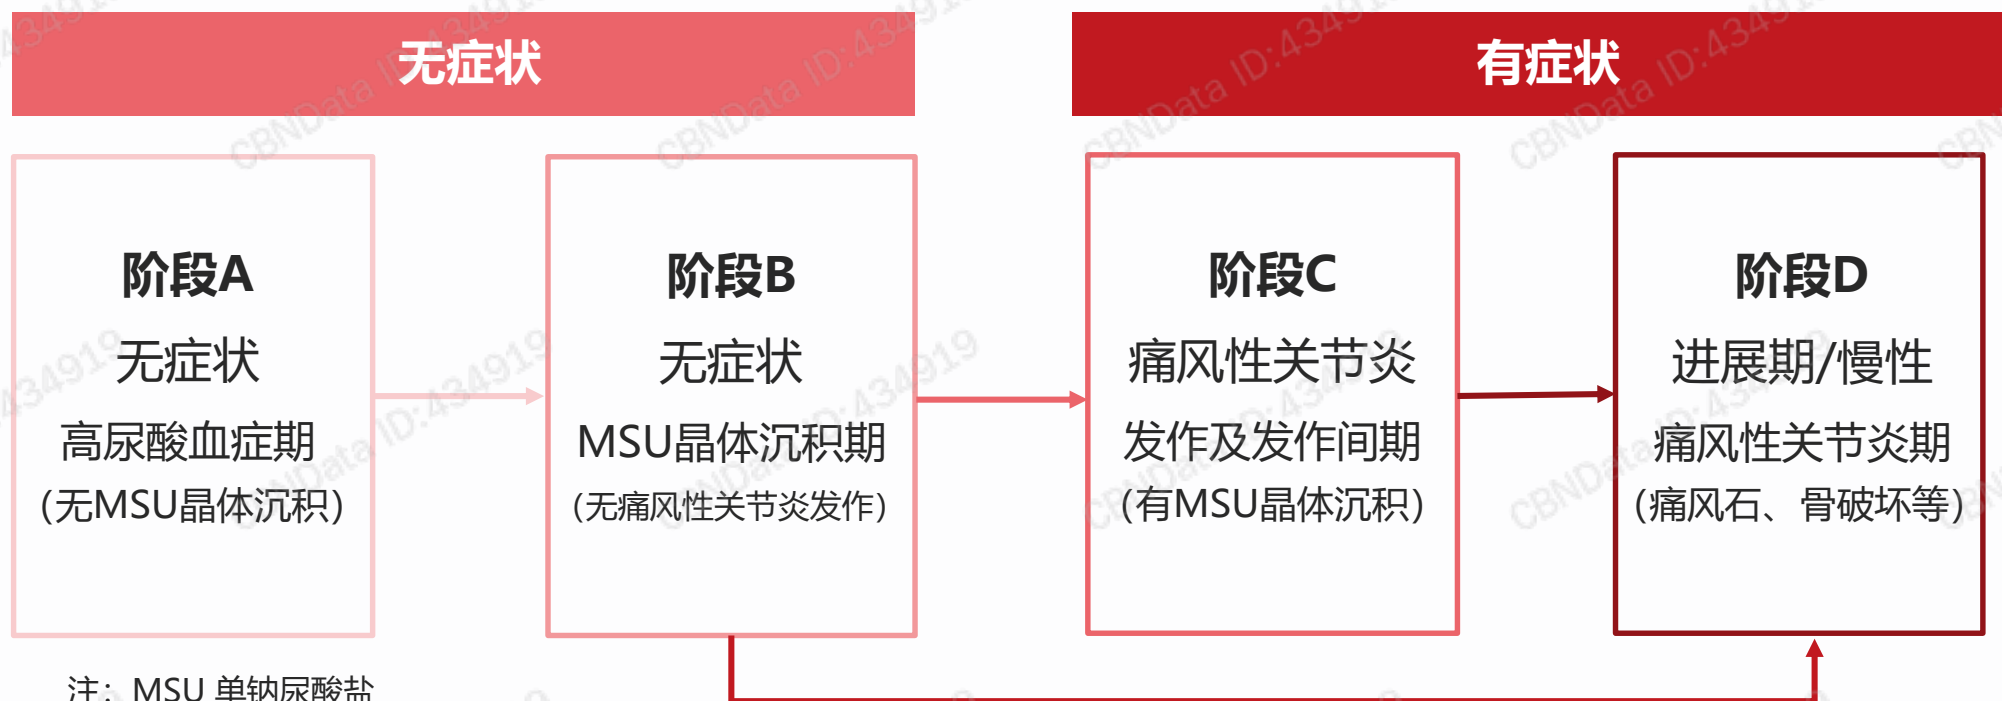 无症状
有症状
阶段A
无症状
高尿酸血症期
(无MSU晶体沉积)
阶段B
无症状
MSU晶体沉积期
(无痛风性关节炎发作)
阶段C
痛风性关节炎
发作及发作间期
(有MSU晶体沉积)
阶段D
进展期/慢性
痛风性关节炎期
(痛风石、骨破坏等)
注：MSU 单钠尿酸盐
CBNData ID:434919